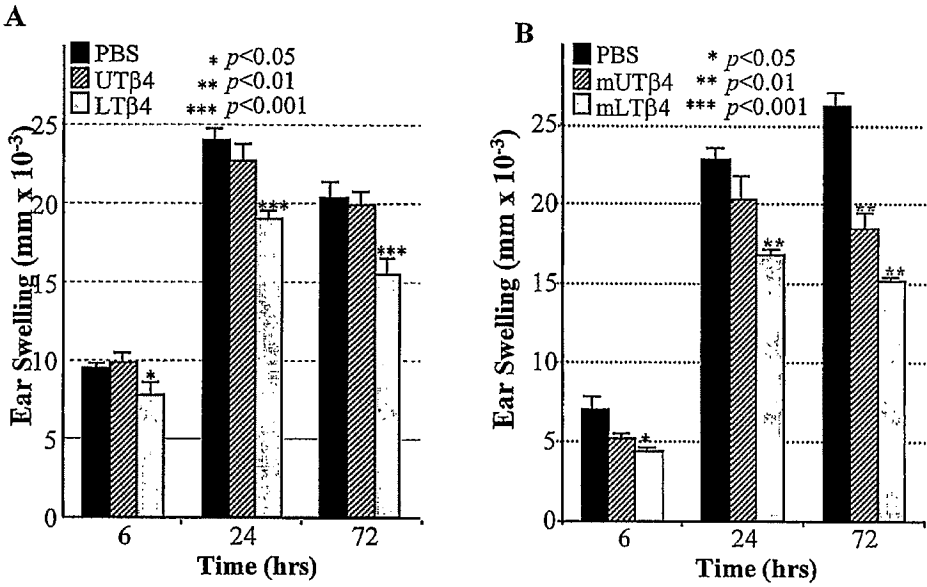 A
PBS
UTβ4
LTβ4
* p<0.05
** p<0.01
*** p<0.001
Ear Swelling (mm x 10-3)
25
20
15
10
5
0
***
***
*
6
24
72
Time (hrs)
B
PBS
mUTβ4
mLTβ4
* p<0.05
** p<0.01
*** p<0.001
Ear Swelling (mm x 10-3)
25
20
15
10
5
0
**
**
**
*
6
24
72
Time (hrs)